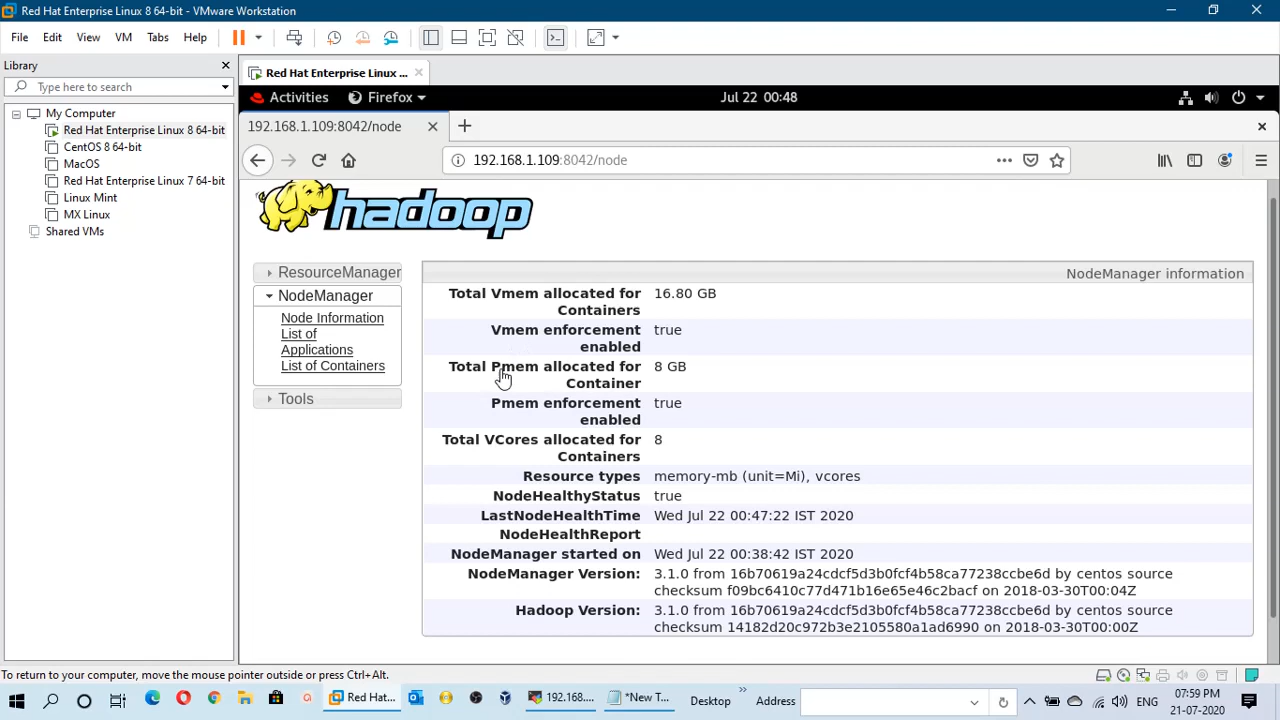 Red Hat Enterprise Linux 8 64-bit - VMware Workstation
File Edit View VM Tabs Help
Library
Type here to search
My Computer
Red Hat Enterprise Linux 8 64-bit
CentOS 8 64-bit
MacOS
Red Hat Enterprise Linux 7 64-bit
Linux Mint
MX Linux
Shared VMs
Red Hat Enterprise Linux ...
Activities Firefox Jul 22 00:48
192.168.1.109:8042/node
192.168.1.109:8042/node
hadoop
ResourceManager
NodeManager
Node Information
List of
Applications
List of Containers
Tools
NodeManager information
Total Vmem allocated for 16.80 GB
Containers
Vmem enforcement true
enabled
Total Pmem allocated for 8 GB
Container
Pmem enforcement true
enabled
Total VCores allocated for 8
Containers
Resource types memory-mb (unit=Mi), vcores
NodeHealthyStatus true
LastNodeHealthTime Wed Jul 22 00:47:22 IST 2020
NodeHealthReport
NodeManager started on Wed Jul 22 00:38:42 IST 2020
NodeManager Version: 3.1.0 from 16b70619a24cdcf5d3b0fcf4b58ca77238ccbe6d by centos source
checksum f09bc6410c77d471b16e65e46c2bacf on 2018-03-30T00:04Z
Hadoop Version: 3.1.0 from 16b70619a24cdcf5d3b0fcf4b58ca77238ccbe6d by centos source
checksum 14182d20c972b3e2105580a1ad6990 on 2018-03-30T00:00Z
To return to your computer, move the mouse pointer outside or press Ctrl+Alt.
Red Hat... 192.168.... *New T... Desktop Address ENG 07:59 PM
21-07-2020